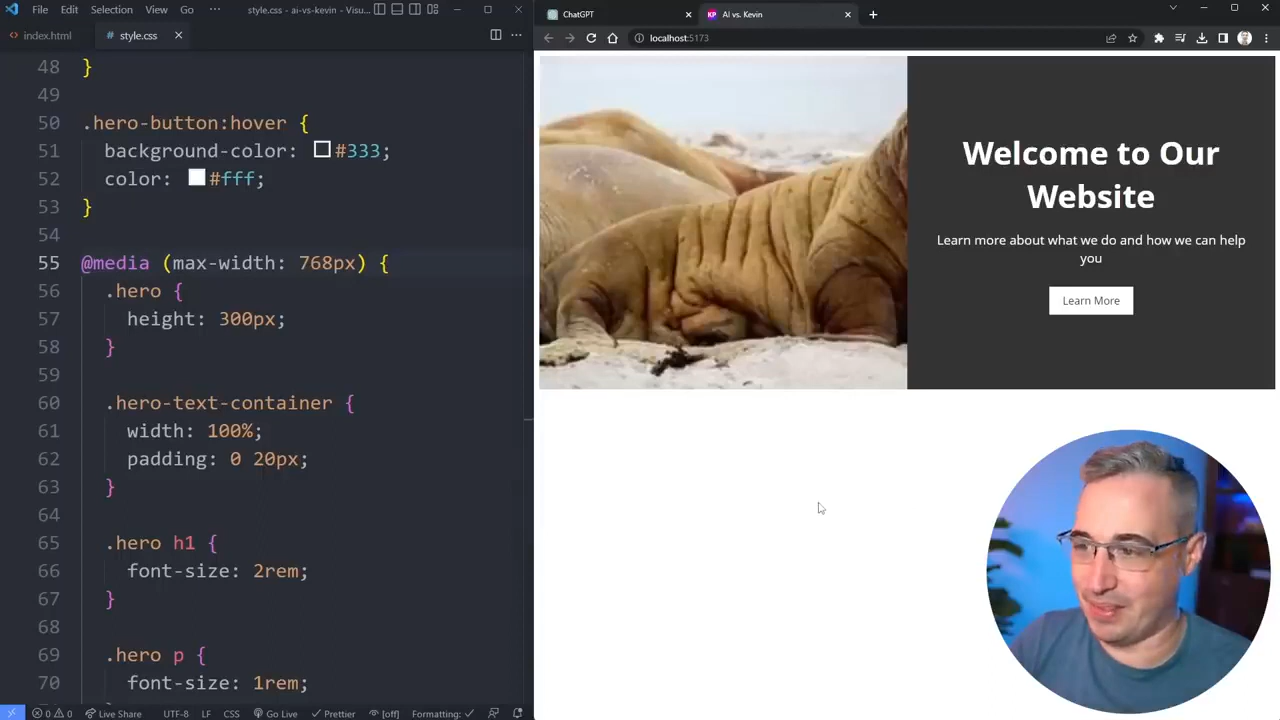 File Edit Selection View Go ... style.css - ai-vs-kevin - Visu...
index.html # style.css
48 }
49
50 .hero-button:hover {
51 background-color: #333;
52 color: #fff;
53 }
54
55 @media (max-width: 768px) {
56 .hero {
57 height: 300px;
58 }
59
60 .hero-text-container {
61 width: 100%;
62 padding: 0 20px;
63 }
64
65 .hero h1 {
66 font-size: 2rem;
67 }
68
69 .hero p {
70 font-size: 1rem;
0 0 Live Share UTF-8 LF CSS Go Live Prettier [off] Formatting:
ChatGPT
KP AI vs. Kevin
localhost:5173
Welcome to Our
Website
Learn more about what we do and how we can help
you
Learn More